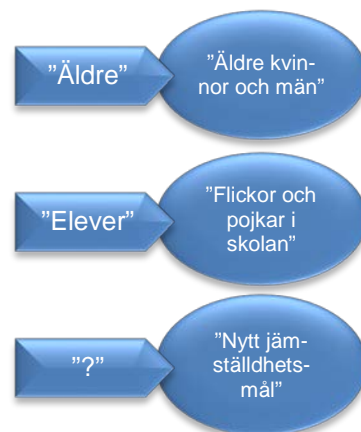 ”Äldre”
”Äldre kvin-
nor och män”
”Elever”
”Flickor och
pojkar i
skolan”
”?”
”Nytt jäm-
ställdhets-
mål”